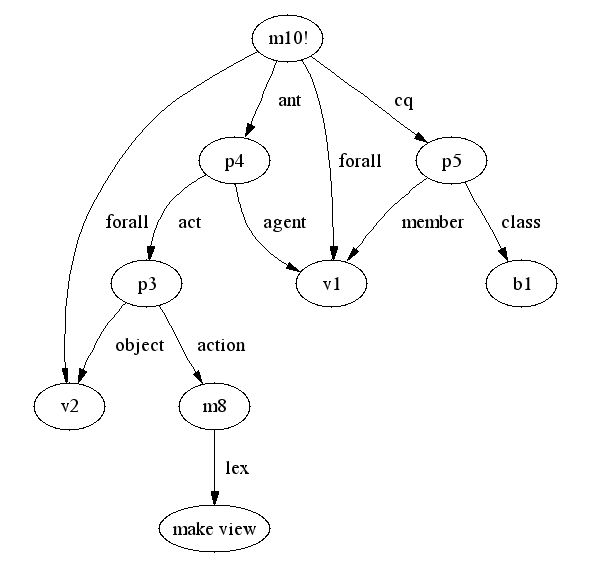 m10!
ant
cq
p4
forall
p5
forall
act
agent
member
class
p3
v1
b1
object
action
v2
m8
lex
make view